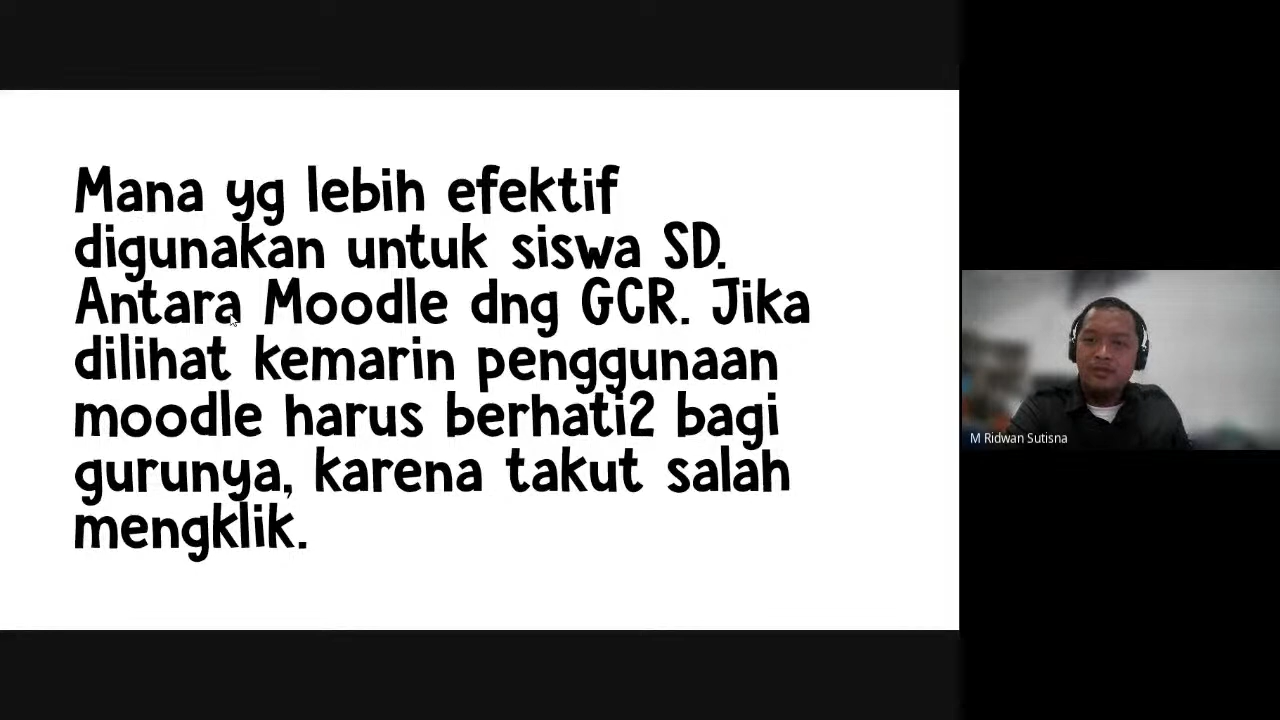 Mana yg lebih efektif
digunakan untuk siswa SD.
Antara Moodle dng GCR. Jika
dilihat kemarin penggunaan
moodle harus berhati2 bagi
gurunya, karena takut salah
mengklik.
M Ridwan Sutisna